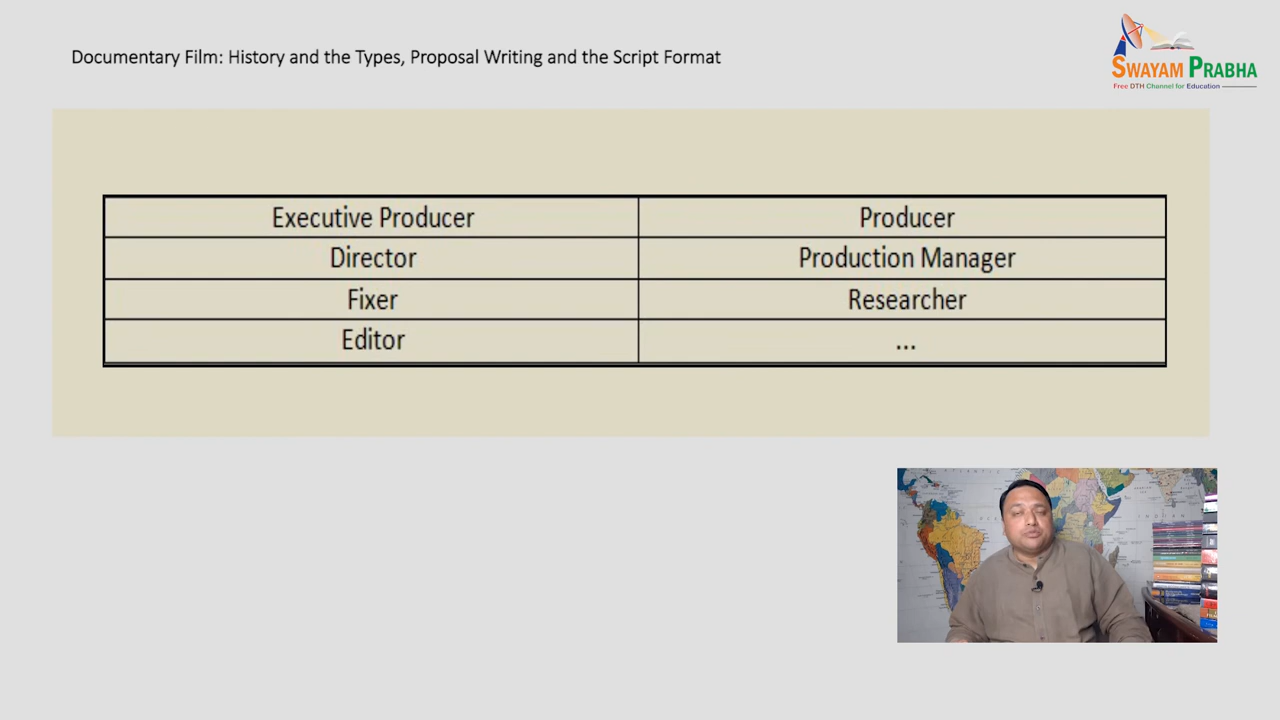 Documentary Film: History and the Types, Proposal Writing and the Script Format
SWAYAM PRABHA
Free DTH Channel for Education
Executive Producer
Producer
Director
Production Manager
Fixer
Researcher
Editor
...